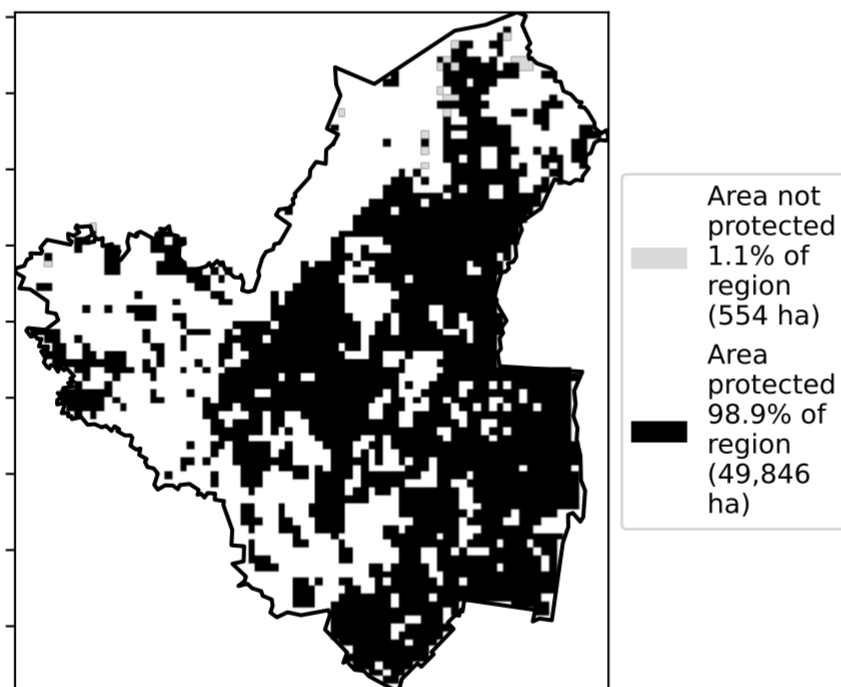 Area not
protected
1.1% of
region
(554 ha)
Area
protected
98.9% of
region
(49,846
ha)